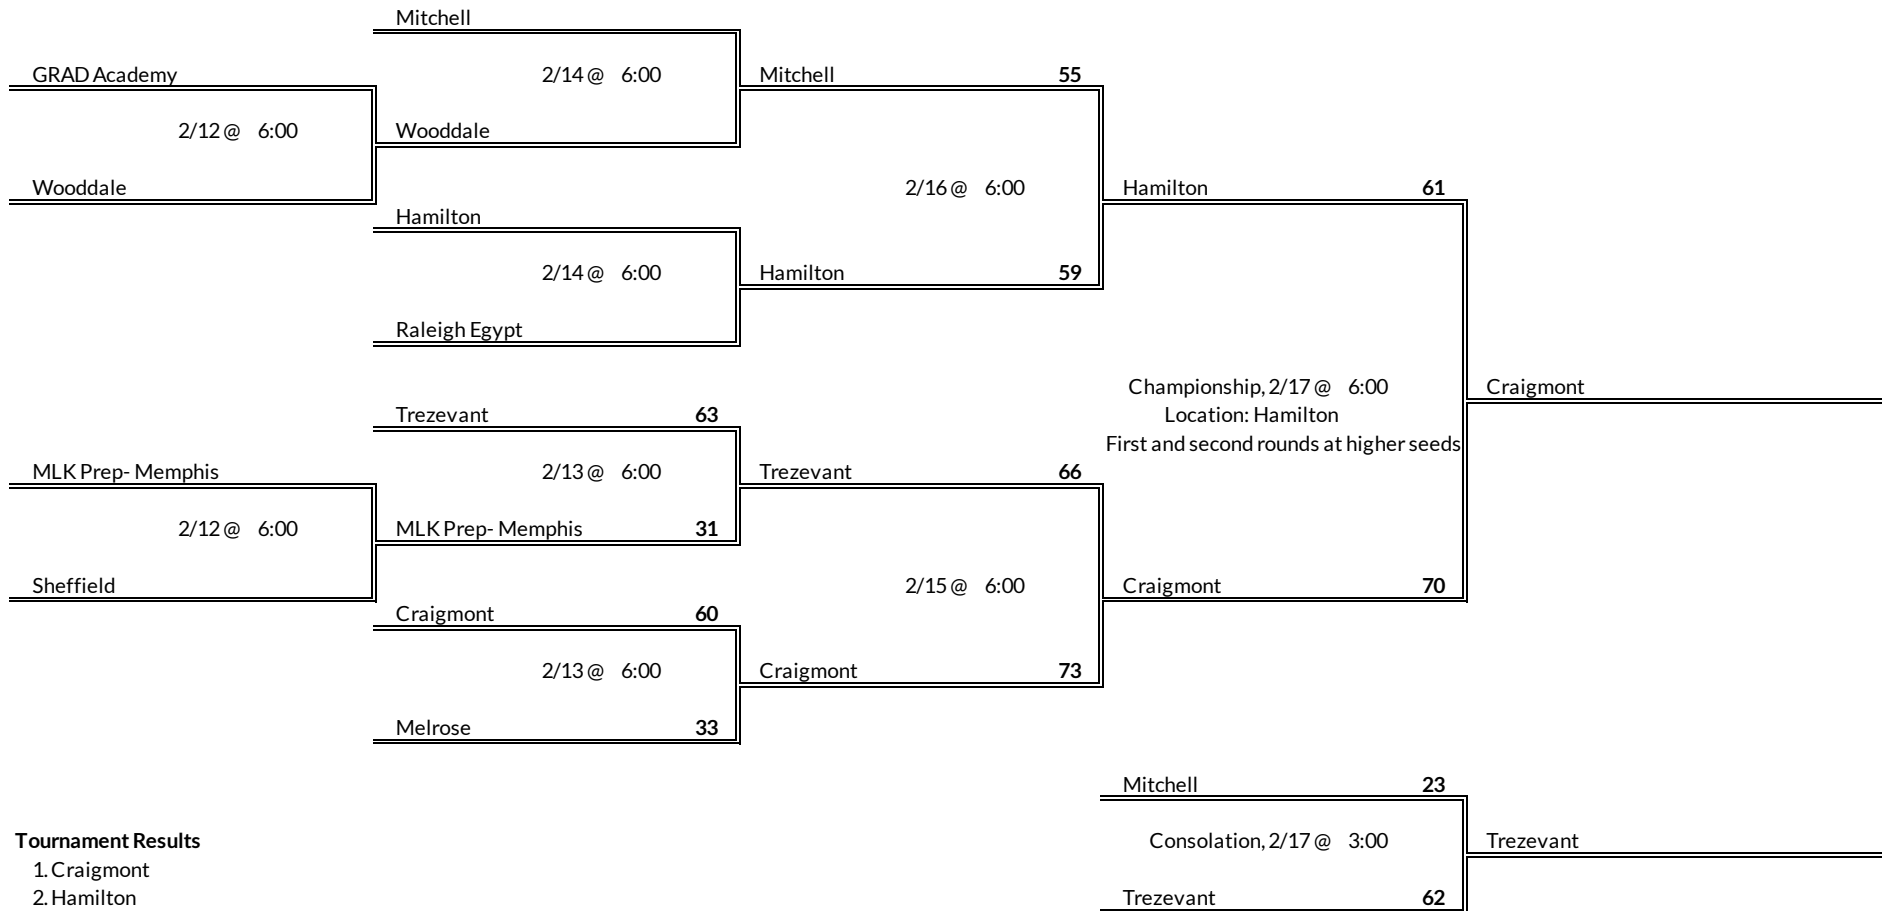 Mitchell
GRAD Academy 2/14 @ 6:00 Mitchell 55
2/12 @ 6:00 Wooddale
Wooddale 2/16 @ 6:00 Hamilton 61
Hamilton
2/14 @ 6:00 Hamilton 59
Raleigh Egypt
Championship, 2/17 @ 6:00 Craigmont
Trezevant 63 Location: Hamilton
First and second rounds at higher seeds
MLK Prep- Memphis 2/13 @ 6:00 Trezevant 66
2/12 @ 6:00 MLK Prep- Memphis 31
Sheffield 2/15 @ 6:00 Craigmont 70
Craigmont 60
2/13 @ 6:00 Craigmont 73
Melrose 33
Mitchell 23
Tournament Results Consolation, 2/17 @ 3:00 Trezevant
1. Craigmont
2. Hamilton Trezevant 62